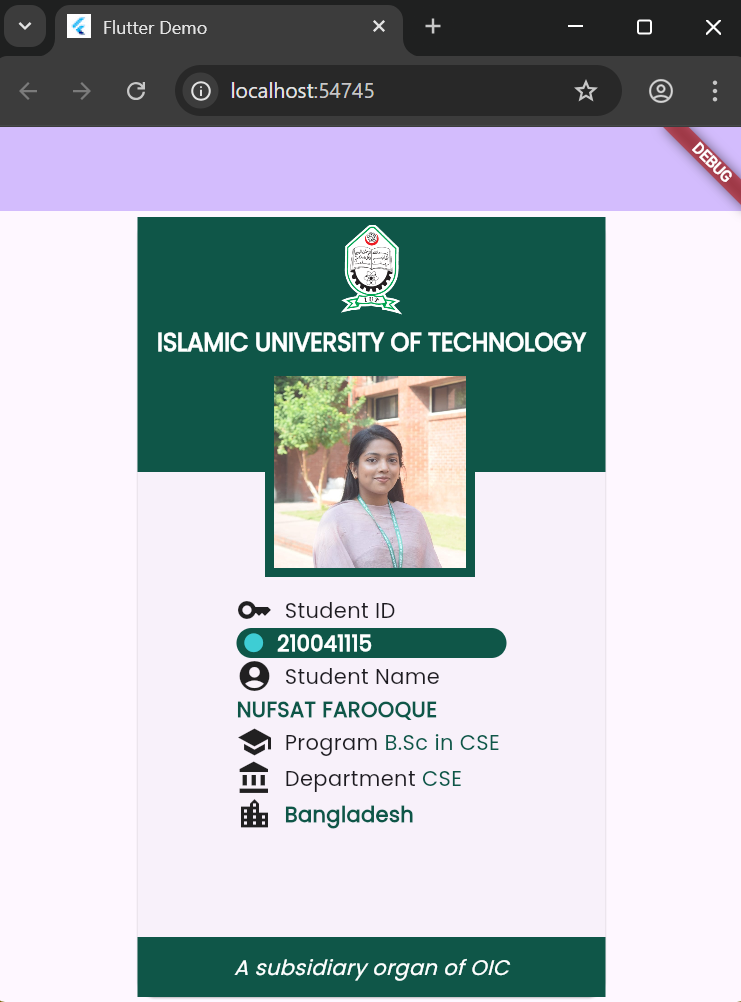 Flutter Demo
localhost:54745
DEBUG
IUT
ISLAMIC UNIVERSITY OF TECHNOLOGY
Student ID
210041115
Student Name
NUFSAT FAROOQUE
Program B.Sc in CSE
Department CSE
Bangladesh
A subsidiary organ of OIC